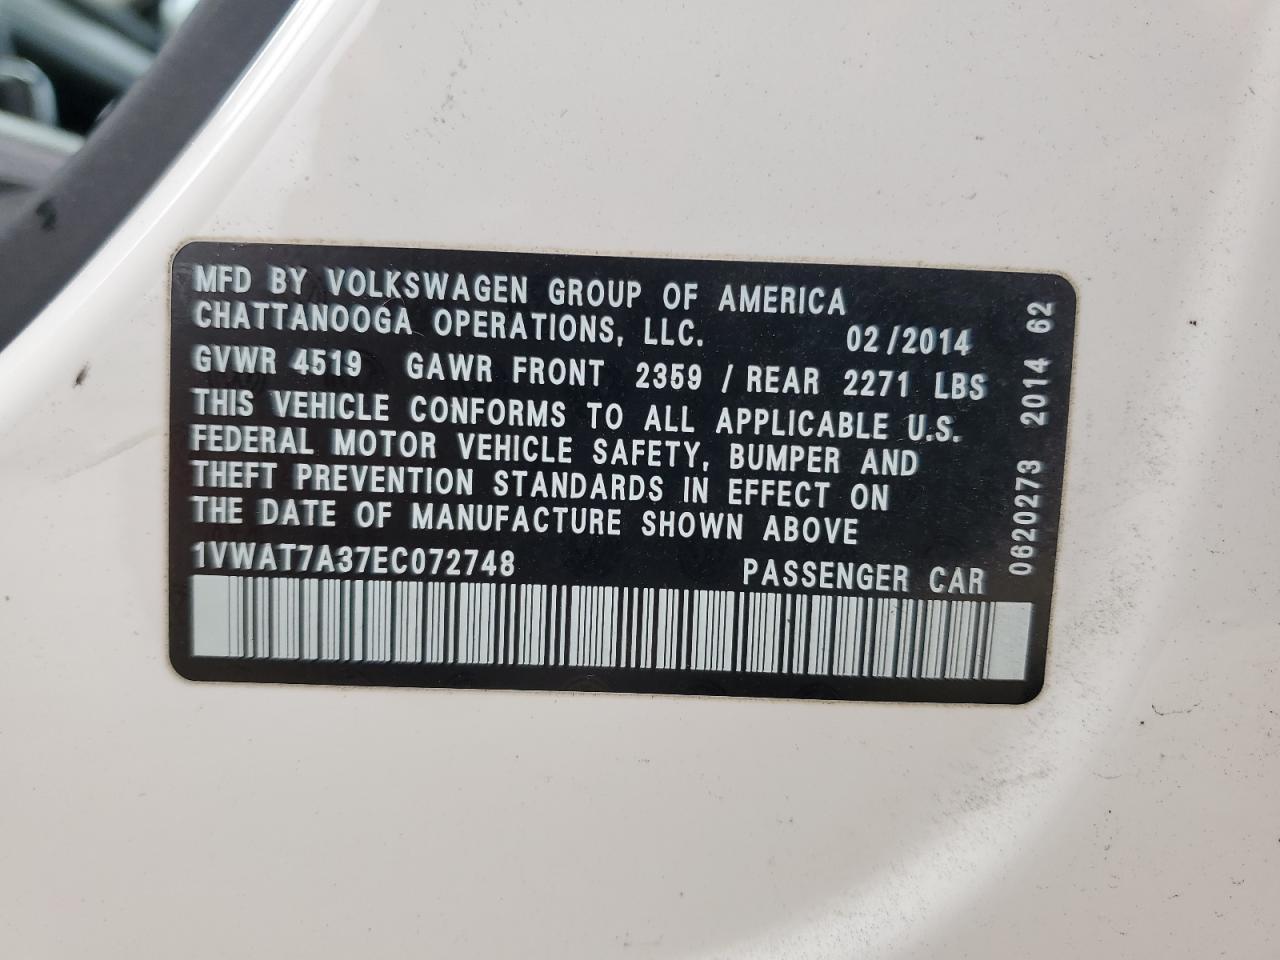 MFD BY VOLKSWAGEN GROUP OF AMERICA
CHATTANOOGA OPERATIONS, LLC. 02/2014
GVWR 4519 GAWR FRONT 2359 / REAR 2271 LBS
THIS VEHICLE CONFORMS TO ALL APPLICABLE U.S.
FEDERAL MOTOR VEHICLE SAFETY, BUMPER AND
THEFT PREVENTION STANDARDS IN EFFECT ON
THE DATE OF MANUFACTURE SHOWN ABOVE
1VWAT7A37EC072748 PASSENGER CAR
0620273 2014 62